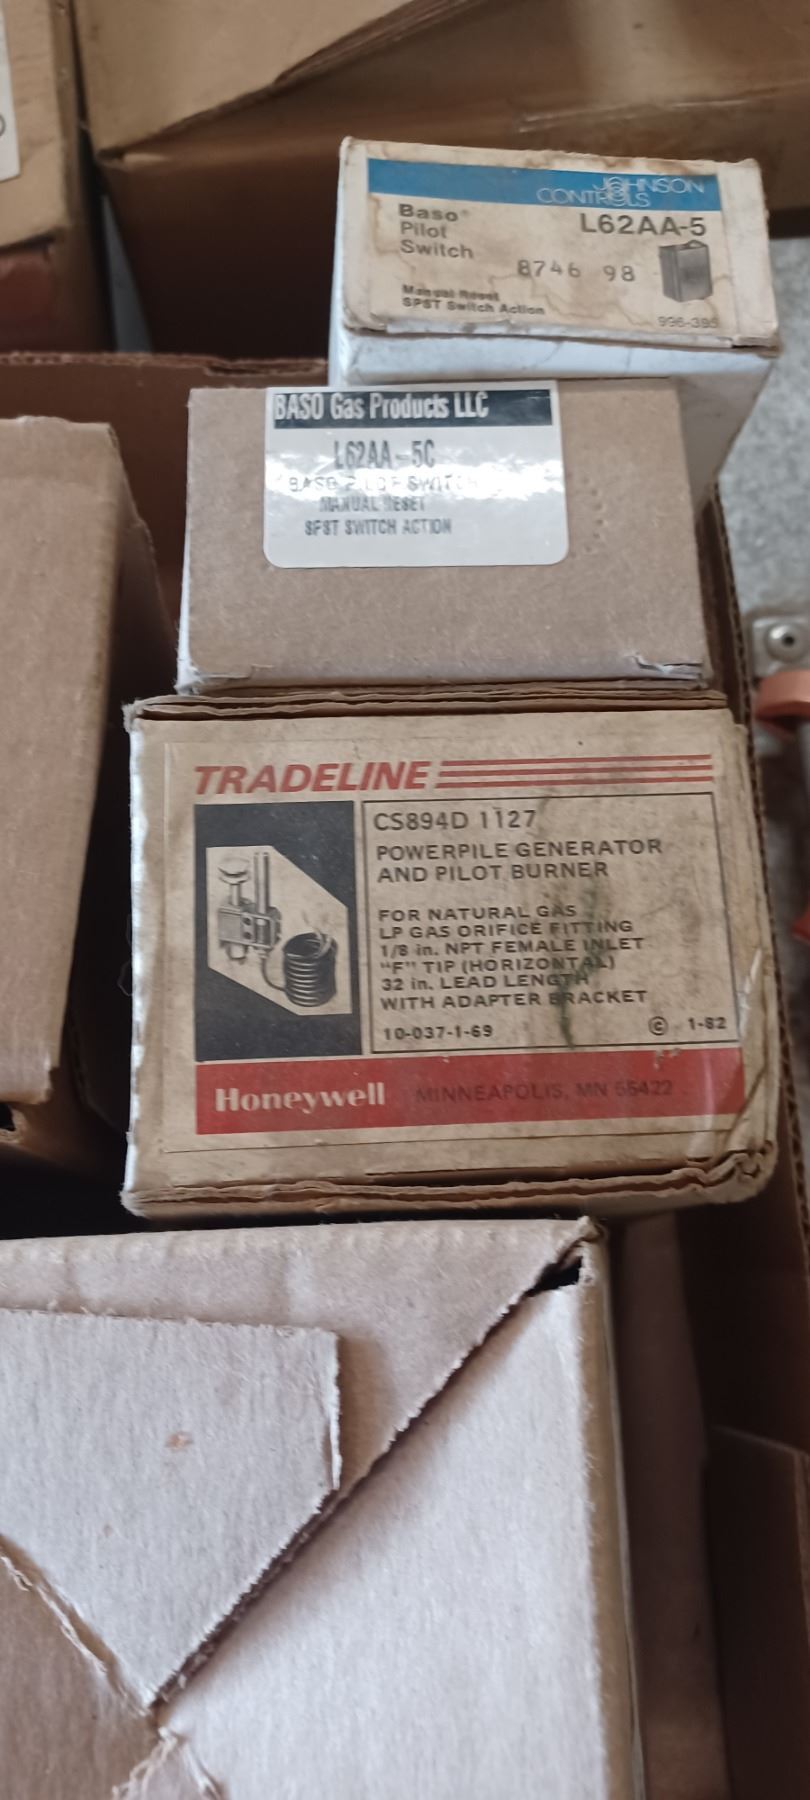 JOHNSON
CONTROLS
Baso® L62AA-5
Pilot
Switch
8746 98
Manual Reset
SPST Switch Action
BASO Gas Products LLC
L62AA-5C
BASO PILOT SWITCH
MANUAL RESET
SPST SWITCH ACTION
TRADELINE
CS894D 1127
POWERPILE GENERATOR
AND PILOT BURNER
FOR NATURAL GAS
LP GAS ORIFICE FITTING
1/8 in. NPT FEMALE INLET
"F" TIP (HORIZONTAL)
32 in. LEAD LENGTH
WITH ADAPTER BRACKET
10-037-1-69 © 1-82
Honeywell MINNEAPOLIS, MN 55422